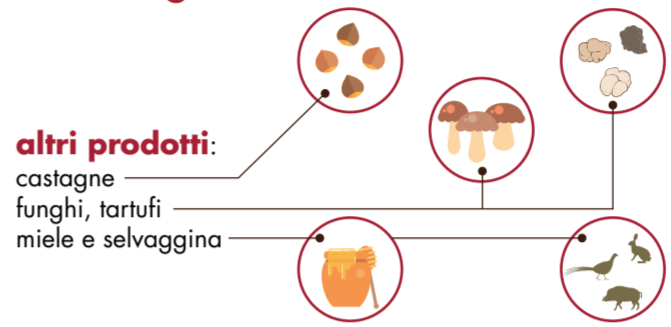 altri prodotti:
castagne
funghi, tartufi
miele e selvaggina